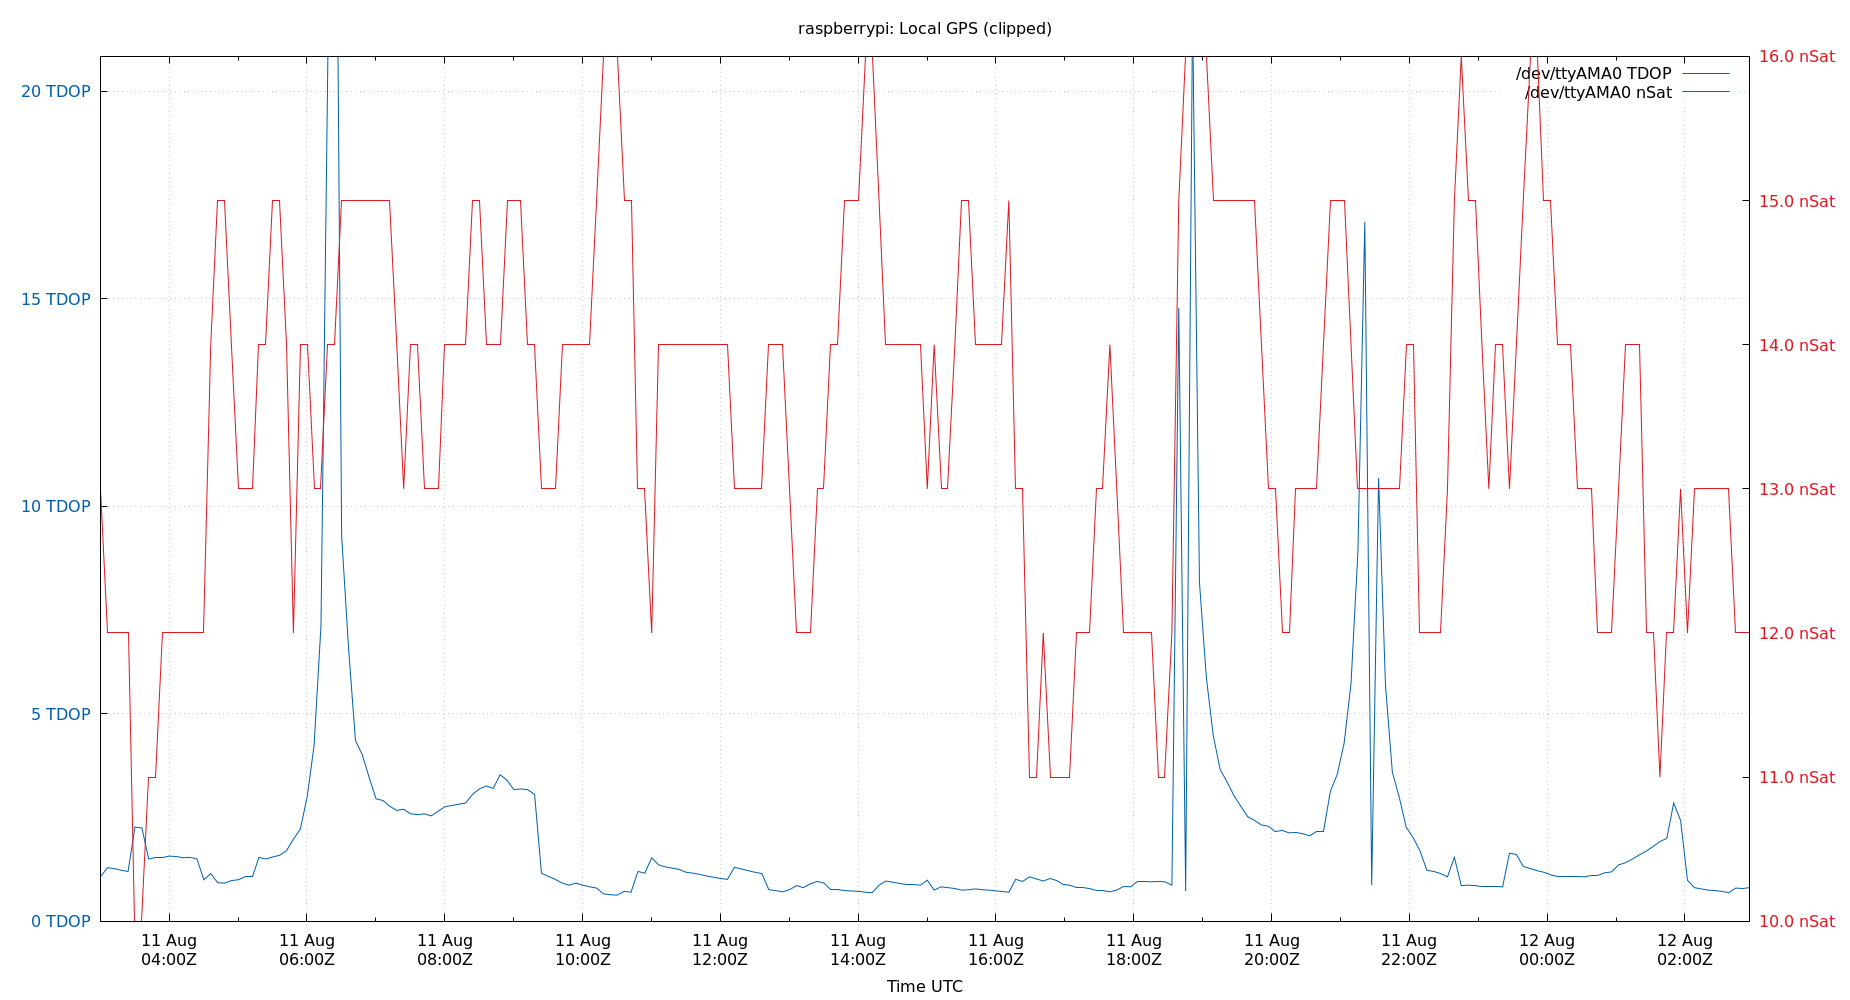 raspberrypi: Local GPS (clipped)
/dev/ttyAMA0 TDOP
/dev/ttyAMA0 nSat
20 TDOP
15 TDOP
10 TDOP
5 TDOP
0 TDOP
16.0 nSat
15.0 nSat
14.0 nSat
13.0 nSat
12.0 nSat
11.0 nSat
10.0 nSat
11 Aug
04:00Z
11 Aug
06:00Z
11 Aug
08:00Z
11 Aug
10:00Z
11 Aug
12:00Z
11 Aug
14:00Z
11 Aug
16:00Z
11 Aug
18:00Z
11 Aug
20:00Z
11 Aug
22:00Z
12 Aug
00:00Z
12 Aug
02:00Z
Time UTC